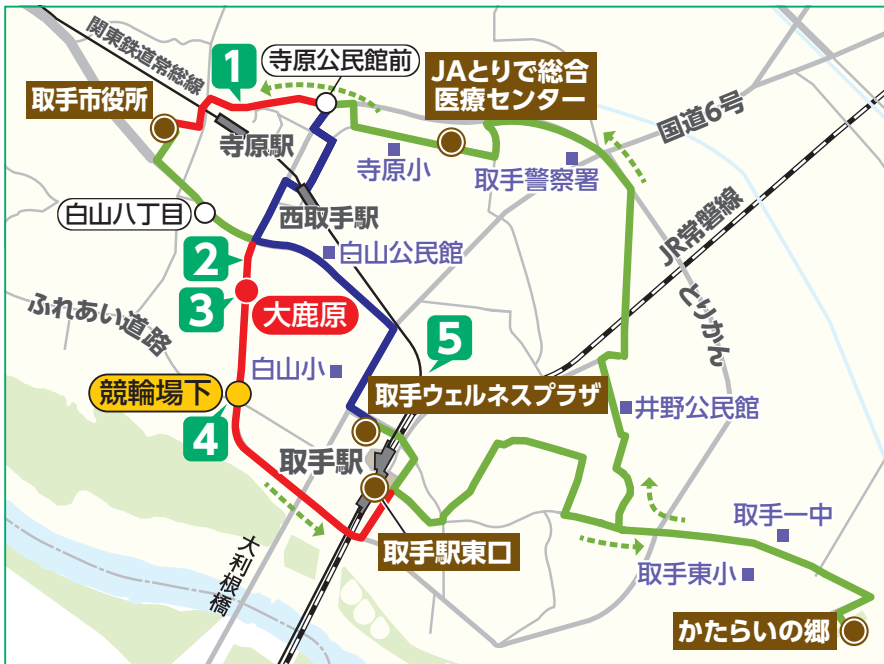 関東鉄道常総線
1
寺原公民館前
JAとりで総合
医療センター
取手市役所
国道6号
寺原駅
寺原小
取手警察署
白山八丁目
西取手駅
JR常磐線
2
白山公民館
3
大鹿原
とりかん
ふれあい道路
5
白山小
競輪場下
取手ウェルネスプラザ
井野公民館
4
取手駅
取手一中
取手駅東口
大利根橋
取手東小
かたらいの郷